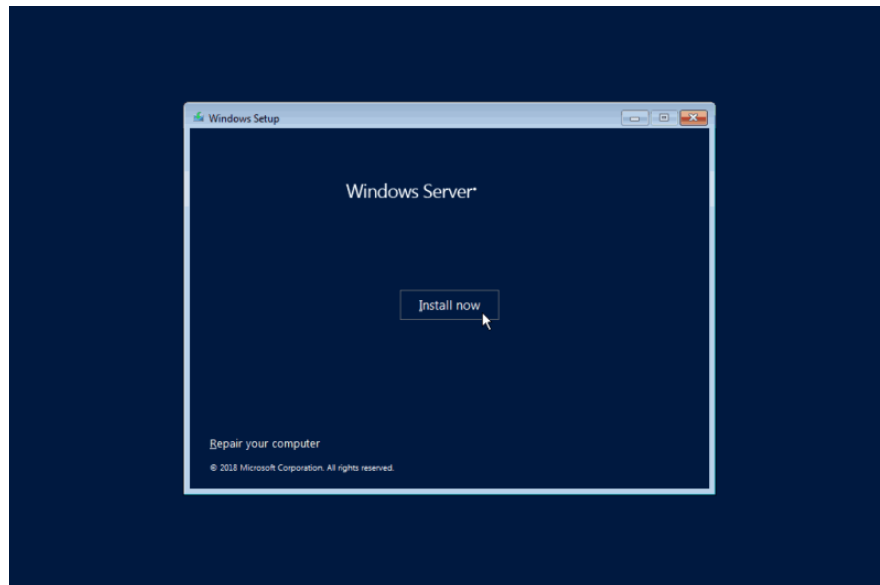 Windows Setup
Windows Server
Install now
Repair your computer
© 2018 Microsoft Corporation. All rights reserved.